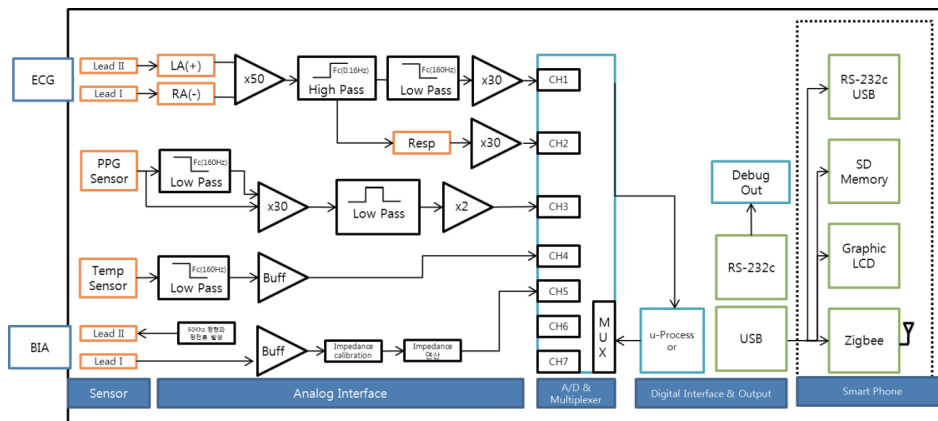 ECG
Lead II
LA(+)
Lead I
RA(-)
x50
Fc(0.16Hz)
High Pass
Fc(160Hz)
Low Pass
x30
CH1
Resp
x30
CH2
PPG
Sensor
Fc(160Hz)
Low Pass
x30
Low Pass
x2
CH3
Temp
Sensor
Fc(160Hz)
Low Pass
Buff
CH4
CH5
CH6
CH7
BIA
Lead II
50Khz 정현파
정전류 발생
Lead I
Buff
Impedance
calibration
Impedance
연산
MUX
u-Process
or
Debug
Out
RS-232c
USB
RS-232c
USB
SD
Memory
Graphic
LCD
Zigbee
Sensor
Analog Interface
A/D &
Multiplexer
Digital Interface & Output
Smart Phone